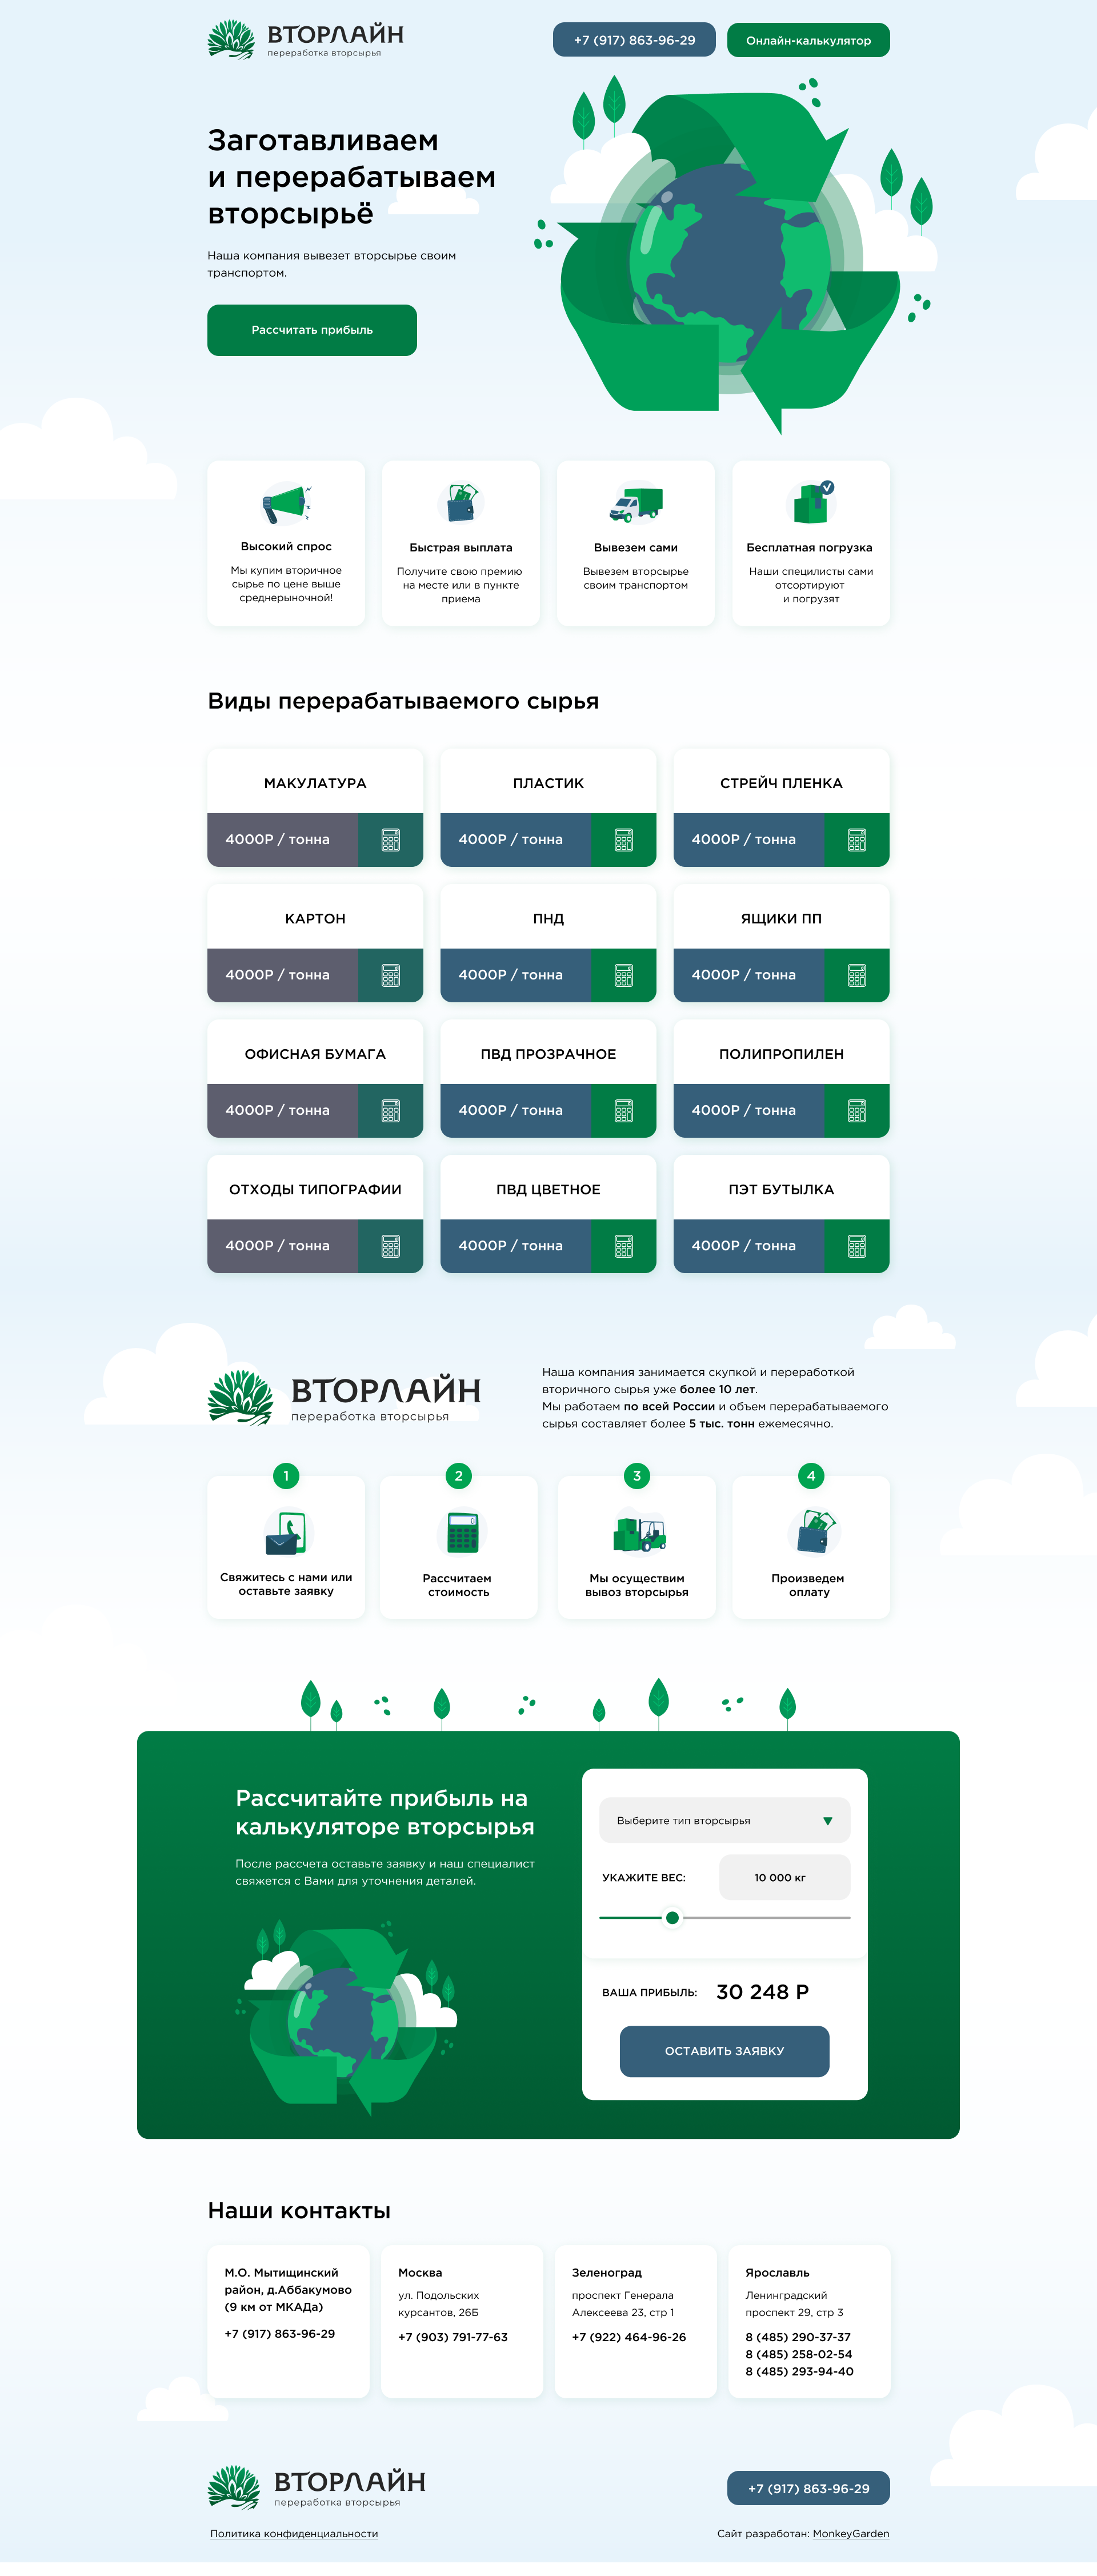 ВТОРЛАЙН
переработка вторсырья
+7 (917) 863-96-29
Онлайн-калькулятор
Заготавливаем
и перерабатываем
вторсырьё
Наша компания вывезет вторсырье своим
транспортом.
Рассчитать прибыль
Высокий спрос
Мы купим вторичное
сырье по цене выше
среднерыночной!
Быстрая выплата
Получите свою премию
на месте или в пункте
приема
Вывезем сами
Вывезем вторсырье
своим транспортом
Бесплатная погрузка
Наши специлисты сами
отсортируют
и погрузят
Виды перерабатываемого сырья
МАКУЛАТУРА
4000Р / тонна
ПЛАСТИК
4000Р / тонна
СТРЕЙЧ ПЛЕНКА
4000Р / тонна
КАРТОН
4000Р / тонна
ПНД
4000Р / тонна
ЯЩИКИ ПП
4000Р / тонна
ОФИСНАЯ БУМАГА
4000Р / тонна
ПВД ПРОЗРАЧНОЕ
4000Р / тонна
ПОЛИПРОПИЛЕН
4000Р / тонна
ОТХОДЫ ТИПОГРАФИИ
4000Р / тонна
ПВД ЦВЕТНОЕ
4000Р / тонна
ПЭТ БУТЫЛКА
4000Р / тонна
ВТОРЛАЙН
переработка вторсырья
Наша компания занимается скупкой и переработкой
вторичного сырья уже более 10 лет.
Мы работаем по всей России и объем перерабатываемого
сырья составляет более 5 тыс. тонн ежемесячно.
1
Свяжитесь с нами или
оставьте заявку
2
Рассчитаем
стоимость
3
Мы осуществим
вывоз вторсырья
4
Произведем
оплату
Рассчитайте прибыль на
калькуляторе вторсырья
После рассчета оставьте заявку и наш специалист
свяжется с Вами для уточнения деталей.
Выберите тип вторсырья
УКАЖИТЕ ВЕС:
10 000 кг
ВАША ПРИБЫЛЬ:
30 248 Р
ОСТАВИТЬ ЗАЯВКУ
Наши контакты
М.О. Мытищинский
район, д.Аббакумово
(9 км от МКАДа)
+7 (917) 863-96-29
Москва
ул. Подольских
курсантов, 26Б
+7 (903) 791-77-63
Зеленоград
проспект Генерала
Алексеева 23, стр 1
+7 (922) 464-96-26
Ярославль
Ленинградский
проспект 29, стр 3
8 (485) 290-37-37
8 (485) 258-02-54
8 (485) 293-94-40
ВТОРЛАЙН
переработка вторсырья
+7 (917) 863-96-29
Политика конфиденциальности
Сайт разработан: MonkeyGarden